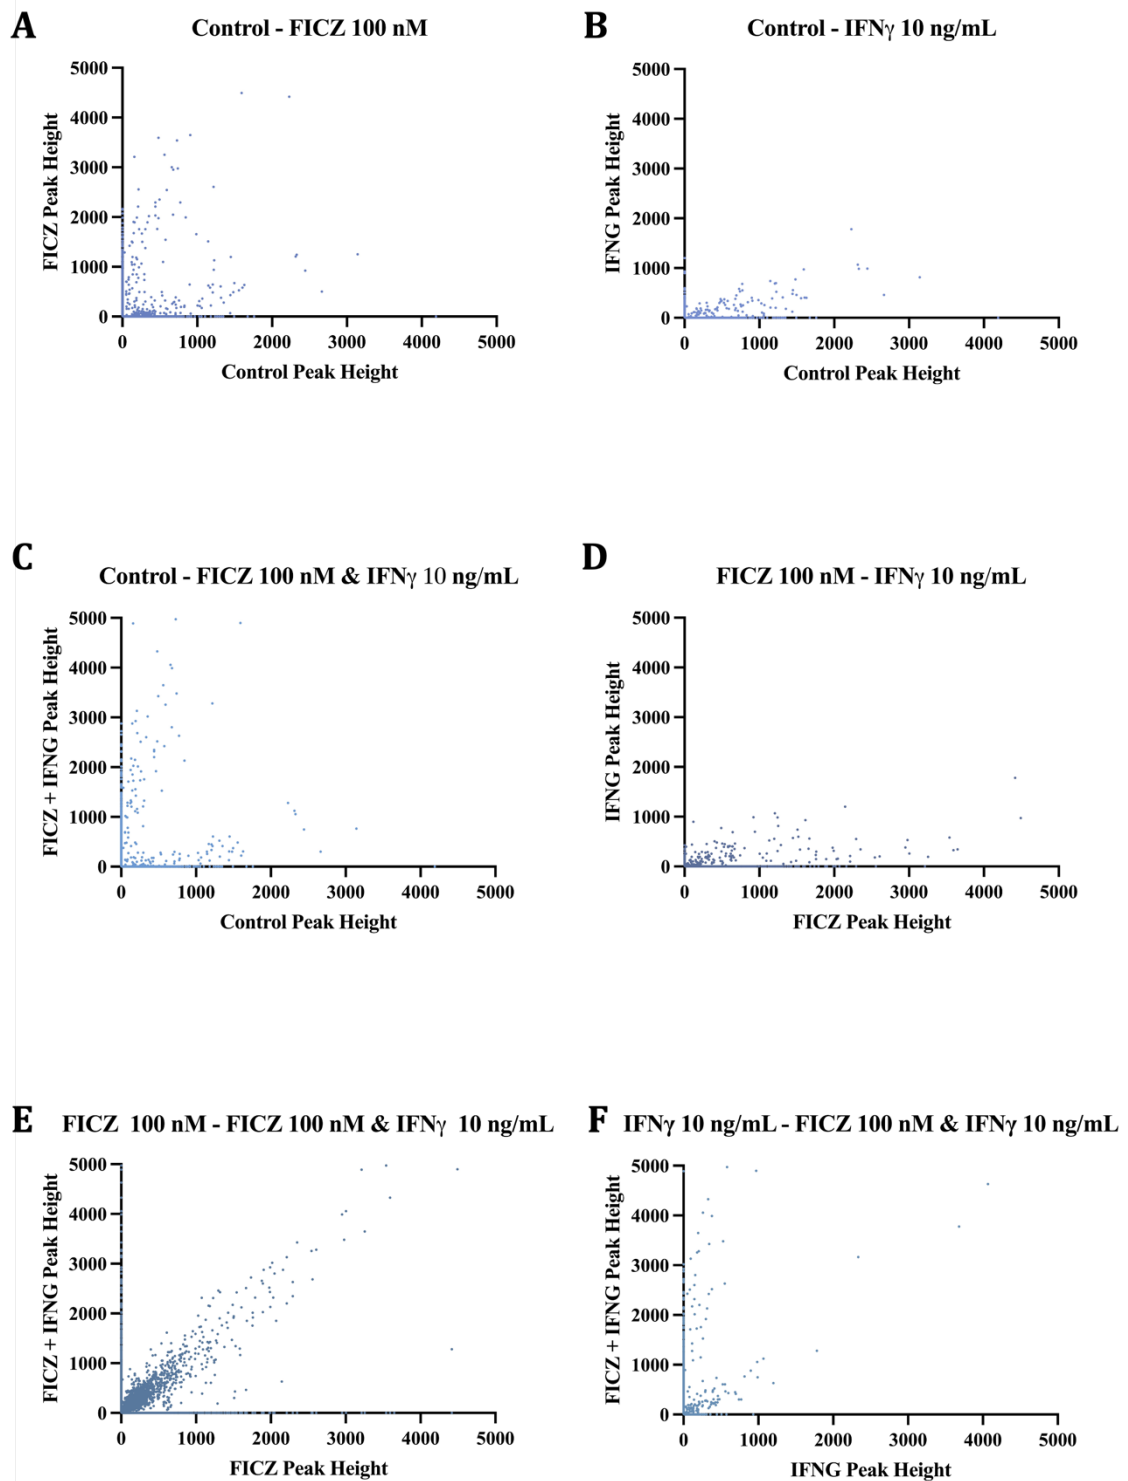 A
Control - FICZ 100 nM
FICZ Peak Height
5000
4000
3000
2000
1000
0
0 1000 2000 3000 4000 5000
Control Peak Height
B
Control - IFNγ 10 ng/mL
IFNG Peak Height
5000
4000
3000
2000
1000
0
0 1000 2000 3000 4000 5000
Control Peak Height
C
Control - FICZ 100 nM & IFNγ 10 ng/mL
FICZ + IFNG Peak Height
5000
4000
3000
2000
1000
0
0 1000 2000 3000 4000 5000
Control Peak Height
D
FICZ 100 nM - IFNγ 10 ng/mL
IFNG Peak Height
5000
4000
3000
2000
1000
0
0 1000 2000 3000 4000 5000
FICZ Peak Height
E
FICZ 100 nM - FICZ 100 nM & IFNγ 10 ng/mL
FICZ + IFNG Peak Height
5000
4000
3000
2000
1000
0
0 1000 2000 3000 4000 5000
FICZ Peak Height
F
IFNγ 10 ng/mL - FICZ 100 nM & IFNγ 10 ng/mL
FICZ + IFNG Peak Height
5000
4000
3000
2000
1000
0
0 1000 2000 3000 4000 5000
IFNG Peak Height